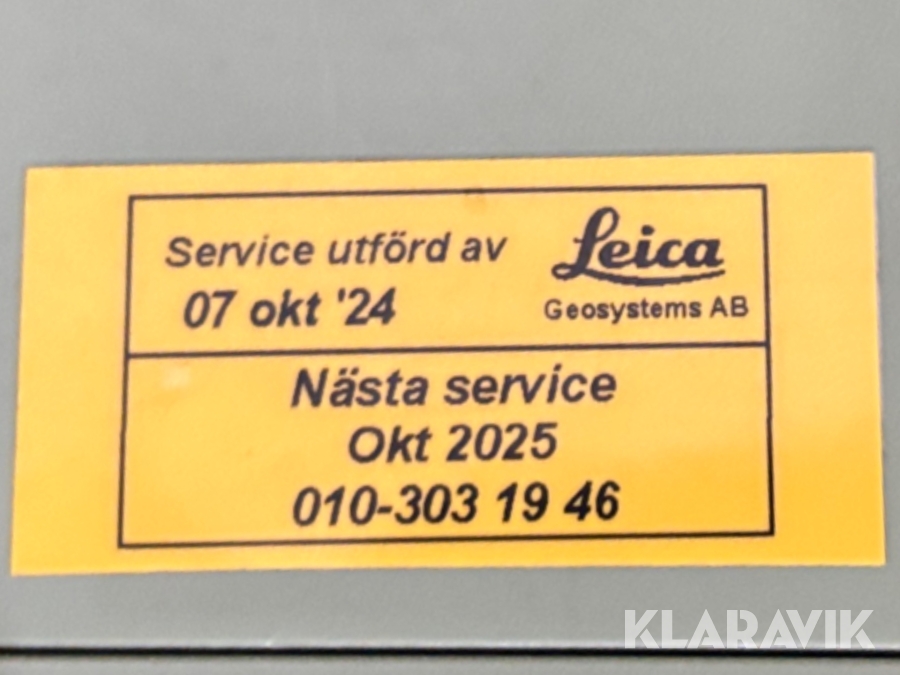 Service utförd av
07 okt '24
Leica
Geosystems AB
Nästa service
Okt 2025
010-303 19 46
KLARAVIK